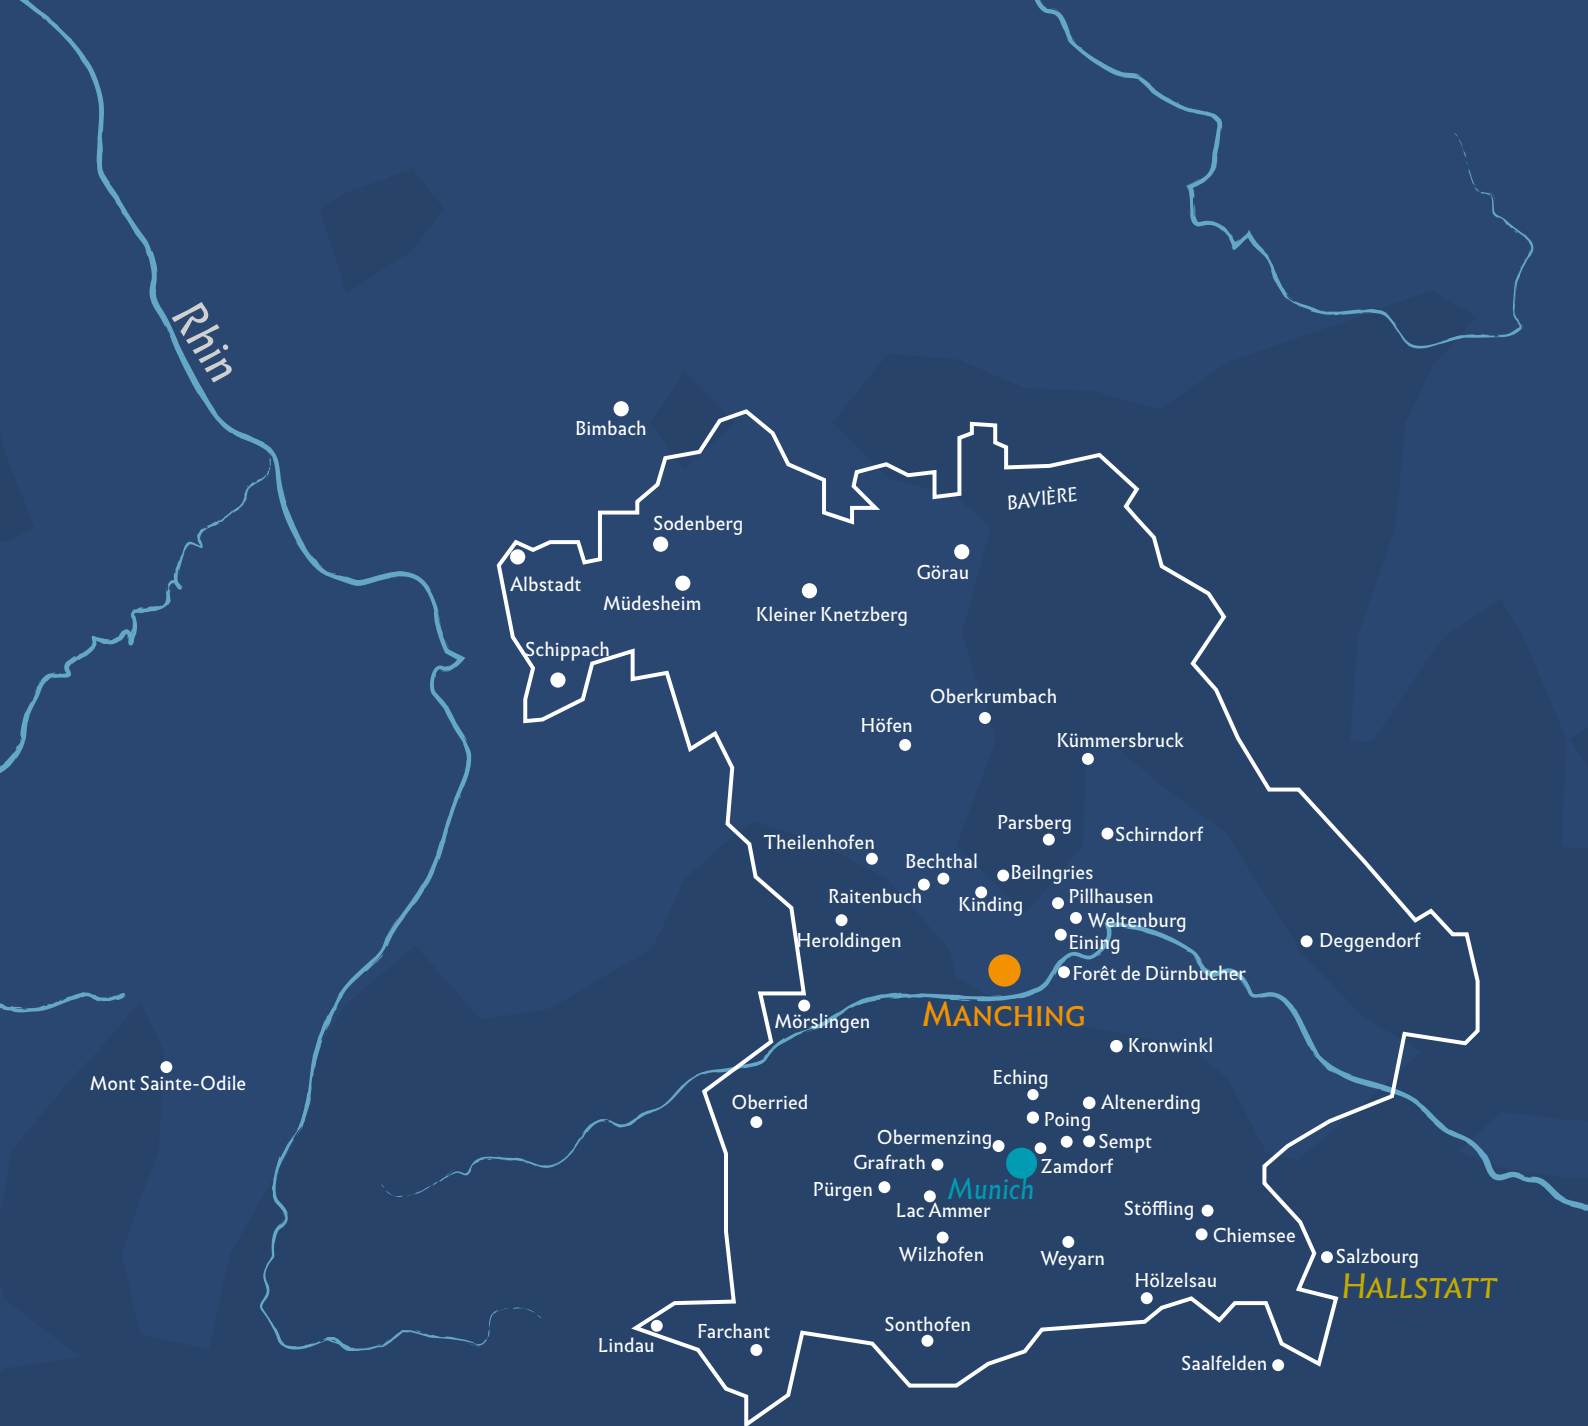 Rhin
Bimbach
BAVIÈRE
Sodenberg
Albstadt
Görau
Müdesheim
Kleiner Knetzberg
Schippach
Oberkrumbach
Höfen
Kümmersbruck
Parsberg
Schirndorf
Theilenhofen
Bechthal
Beilngries
Raitenbuch
Kinding
Pillhausen
Weltenburg
Heroldingen
Eining
Deggendorf
Forêt de Dürnbucher
MANCHING
Mörslingen
Kronwinkl
Eching
Mont Sainte-Odile
Oberried
Altenerding
Poing
Obermenzing
Sempt
Grafrath
Zamdorf
Pürgen
Munich
Lac Ammer
Stöffling
Chiemsee
Wilzhofen
Weyarn
Salzbourg
Hölzelsau
HALLSTATT
Sonthofen
Farchant
Lindau
Saalfelden